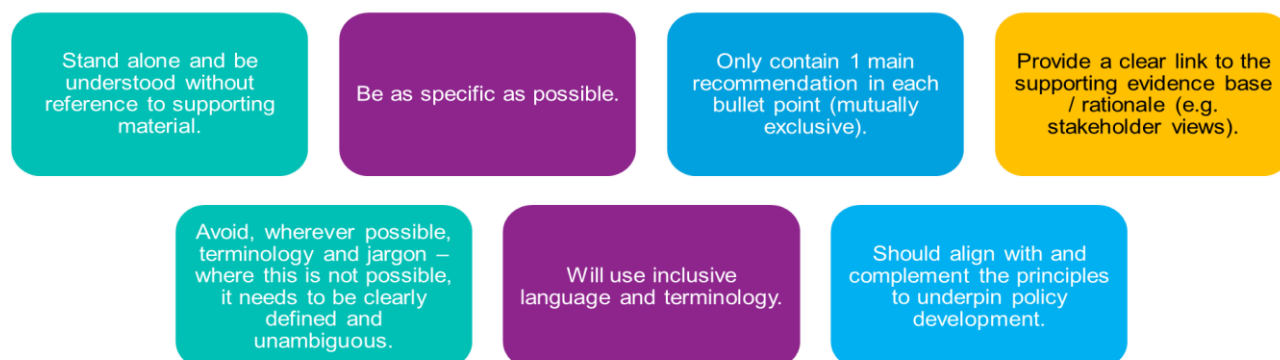 Stand alone and be
understood without
reference to supporting
material.
Be as specific as possible.
Only contain 1 main
recommendation in each
bullet point (mutually
exclusive).
Provide a clear link to the
supporting evidence base
/ rationale (e.g.
stakeholder views).
Avoid, wherever possible,
terminology and jargon –
where this is not possible,
it needs to be clearly
defined and
unambiguous.
Will use inclusive
language and terminology.
Should align with and
complement the principles
to underpin policy
development.